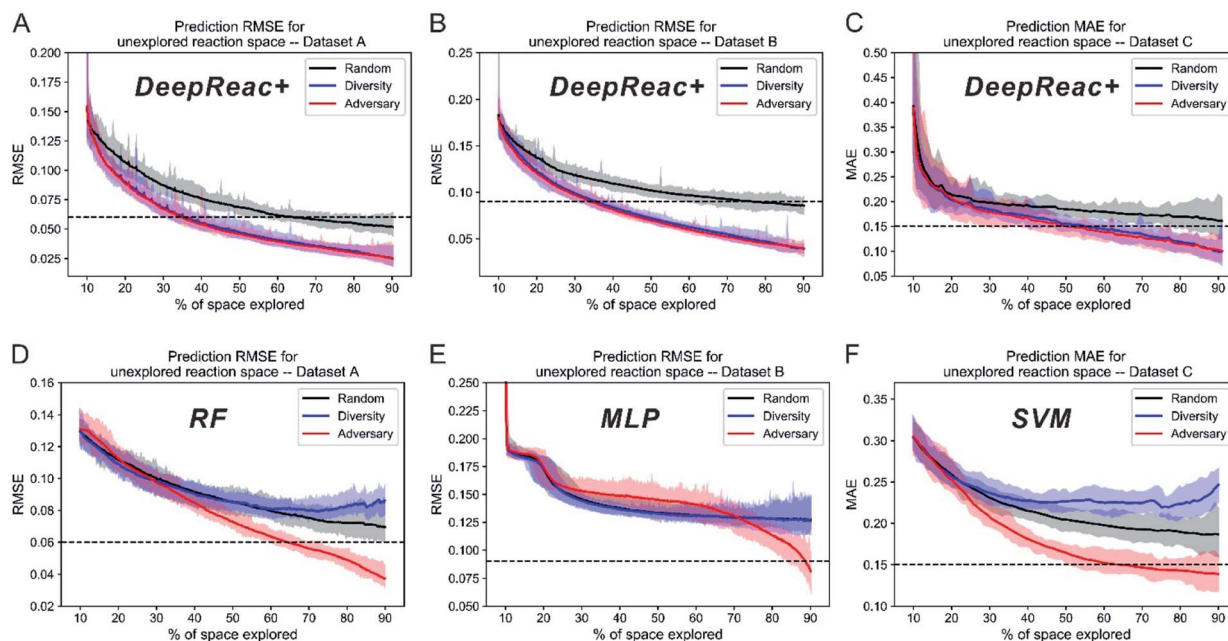 A
Prediction RMSE for
unexplored reaction space -- Dataset A
DeepReac+
Random
Diversity
Adversary
RMSE
0.200
0.175
0.150
0.125
0.100
0.075
0.050
0.025
10 20 30 40 50 60 70 80 90
% of space explored
B
Prediction RMSE for
unexplored reaction space -- Dataset B
DeepReac+
Random
Diversity
Adversary
RMSE
0.25
0.20
0.15
0.10
0.05
10 20 30 40 50 60 70 80 90
% of space explored
C
Prediction MAE for
unexplored reaction space -- Dataset C
DeepReac+
Random
Diversity
Adversary
MAE
0.50
0.45
0.40
0.35
0.30
0.25
0.20
0.15
0.10
0.05
10 20 30 40 50 60 70 80 90
% of space explored
D
Prediction RMSE for
unexplored reaction space -- Dataset A
RF
Random
Diversity
Adversary
RMSE
0.16
0.14
0.12
0.10
0.08
0.06
0.04
0.02
10 20 30 40 50 60 70 80 90
% of space explored
E
Prediction RMSE for
unexplored reaction space -- Dataset B
MLP
Random
Diversity
Adversary
RMSE
0.250
0.225
0.200
0.175
0.150
0.125
0.100
0.075
0.050
10 20 30 40 50 60 70 80 90
% of space explored
F
Prediction MAE for
unexplored reaction space -- Dataset C
SVM
Random
Diversity
Adversary
MAE
0.35
0.30
0.25
0.20
0.15
0.10
10 20 30 40 50 60 70 80 90
% of space explored